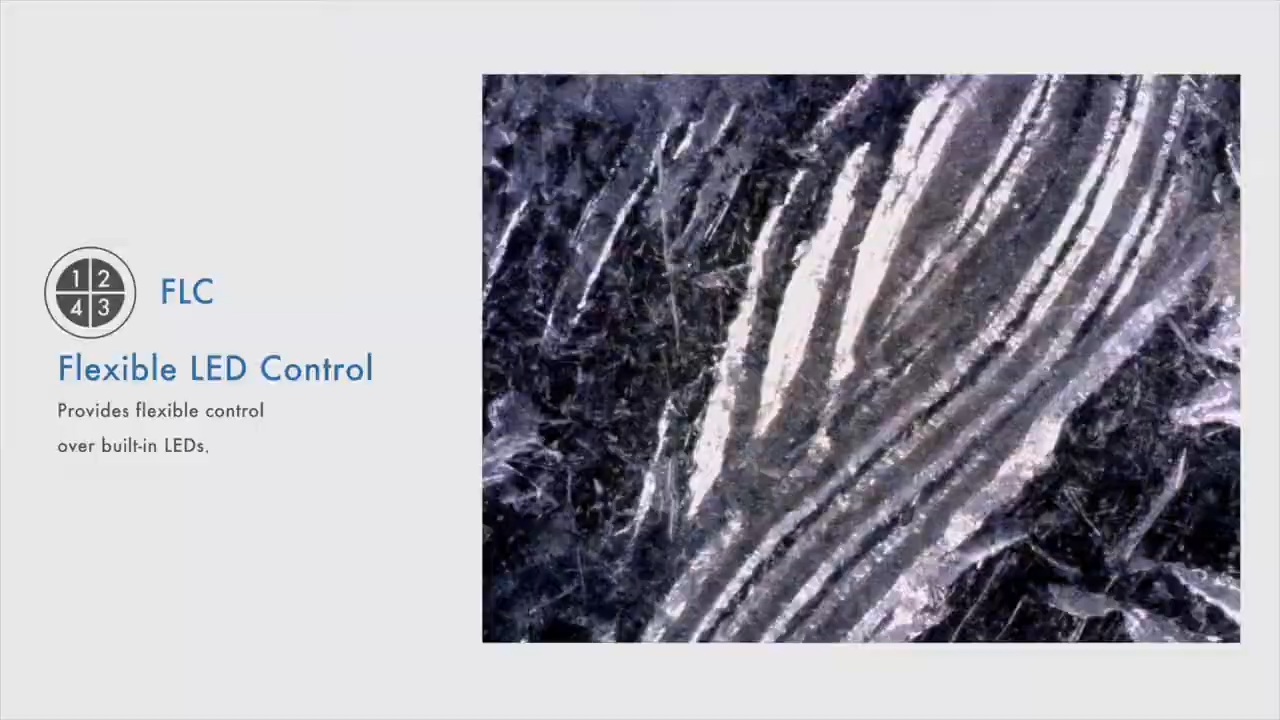 1 2
4 3
FLC
Flexible LED Control
Provides flexible control
over built-in LEDs.